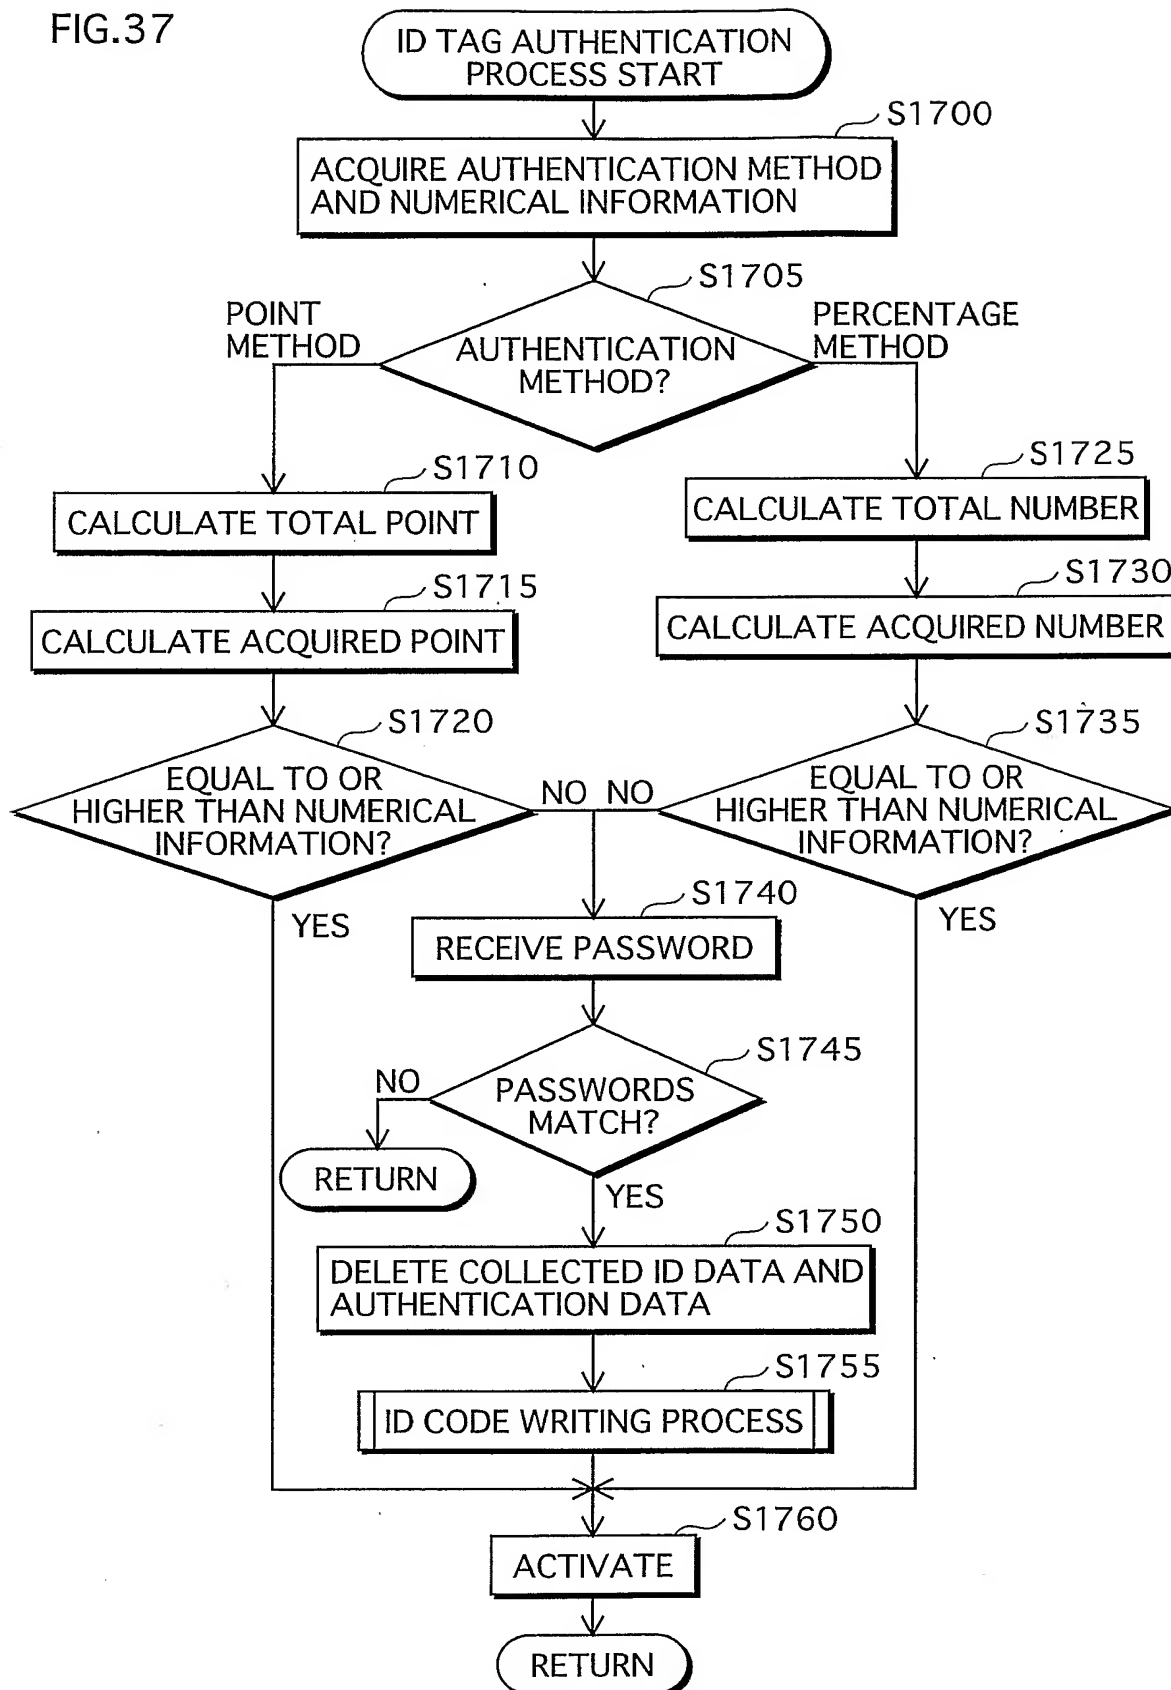 FIG.37
ID TAG AUTHENTICATION
PROCESS START
S1700
ACQUIRE AUTHENTICATION METHOD
AND NUMERICAL INFORMATION
S1705
POINT
METHOD
AUTHENTICATION
METHOD?
PERCENTAGE
METHOD
S1710
CALCULATE TOTAL POINT
S1725
CALCULATE TOTAL NUMBER
S1715
CALCULATE ACQUIRED POINT
S1730
CALCULATE ACQUIRED NUMBER
S1720
EQUAL TO OR
HIGHER THAN NUMERICAL
INFORMATION?
NO NO
S1735
EQUAL TO OR
HIGHER THAN NUMERICAL
INFORMATION?
YES
YES
S1740
RECEIVE PASSWORD
S1745
PASSWORDS
MATCH?
NO
RETURN
YES
S1750
DELETE COLLECTED ID DATA AND
AUTHENTICATION DATA
S1755
ID CODE WRITING PROCESS
S1760
ACTIVATE
RETURN